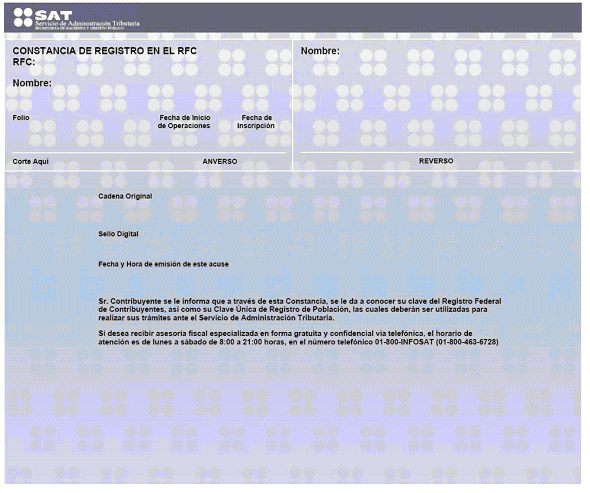 SAT
Servicio de Administración Tributaria
SECRETARÍA DE HACIENDA Y CRÉDITO PÚBLICO
CONSTANCIA DE REGISTRO EN EL RFC
RFC:
Nombre:
Folio
Fecha de Inicio
de Operaciones
Fecha de
Inscripción
Corte Aquí
ANVERSO
Nombre:
REVERSO
Cadena Original
Sello Digital
Fecha y Hora de emisión de este acuse
Sr. Contribuyente se le informa que a través de esta Constancia, se le da a conocer su clave del Registro Federal
de Contribuyentes, así como su Clave Única de Registro de Población, las cuales deberán ser utilizadas para
realizar sus trámites ante el Servicio de Administración Tributaria.
Si desea recibir asesoría fiscal especializada en forma gratuita y confidencial vía telefónica, el horario de
atención es de lunes a sábado de 8:00 a 21:00 horas, en el número telefónico 01-800-INFOSAT (01-800-463-6728)